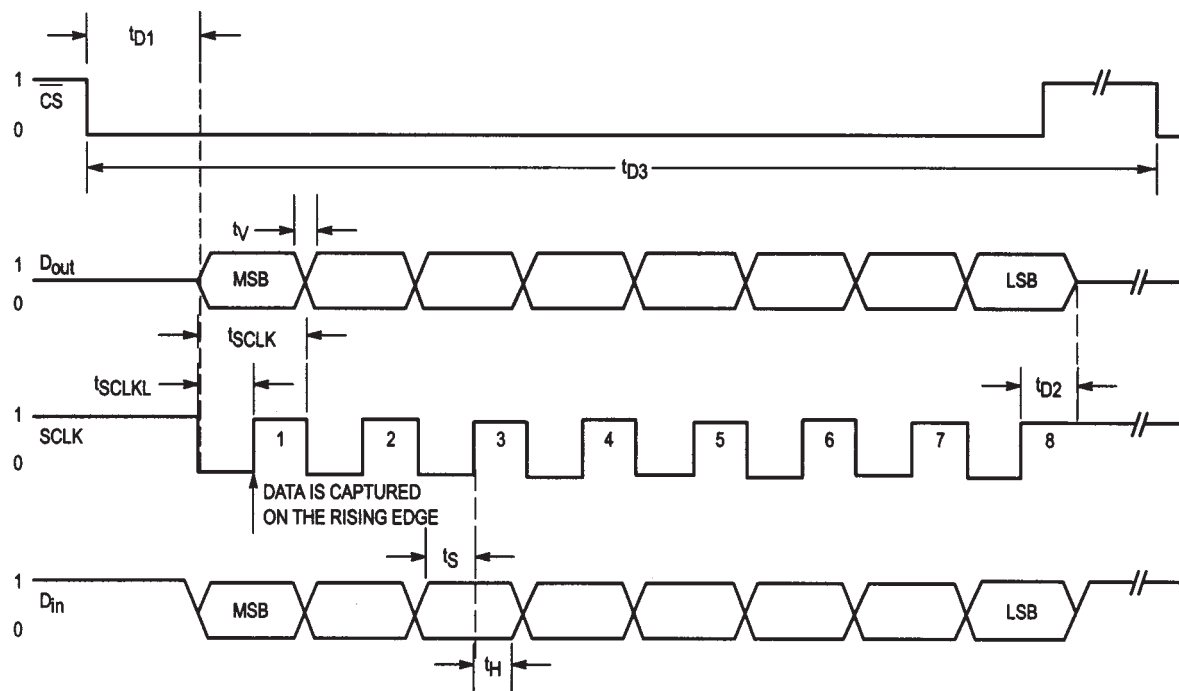 tD1
1
CS
0
tD3
tV
1 Dout MSB LSB
0
tSCLK
tSCLKL tD2
1
SCLK 1 2 3 4 5 6 7 8
0
DATA IS CAPTURED
ON THE RISING EDGE
tS
1
Din MSB LSB
0
tH